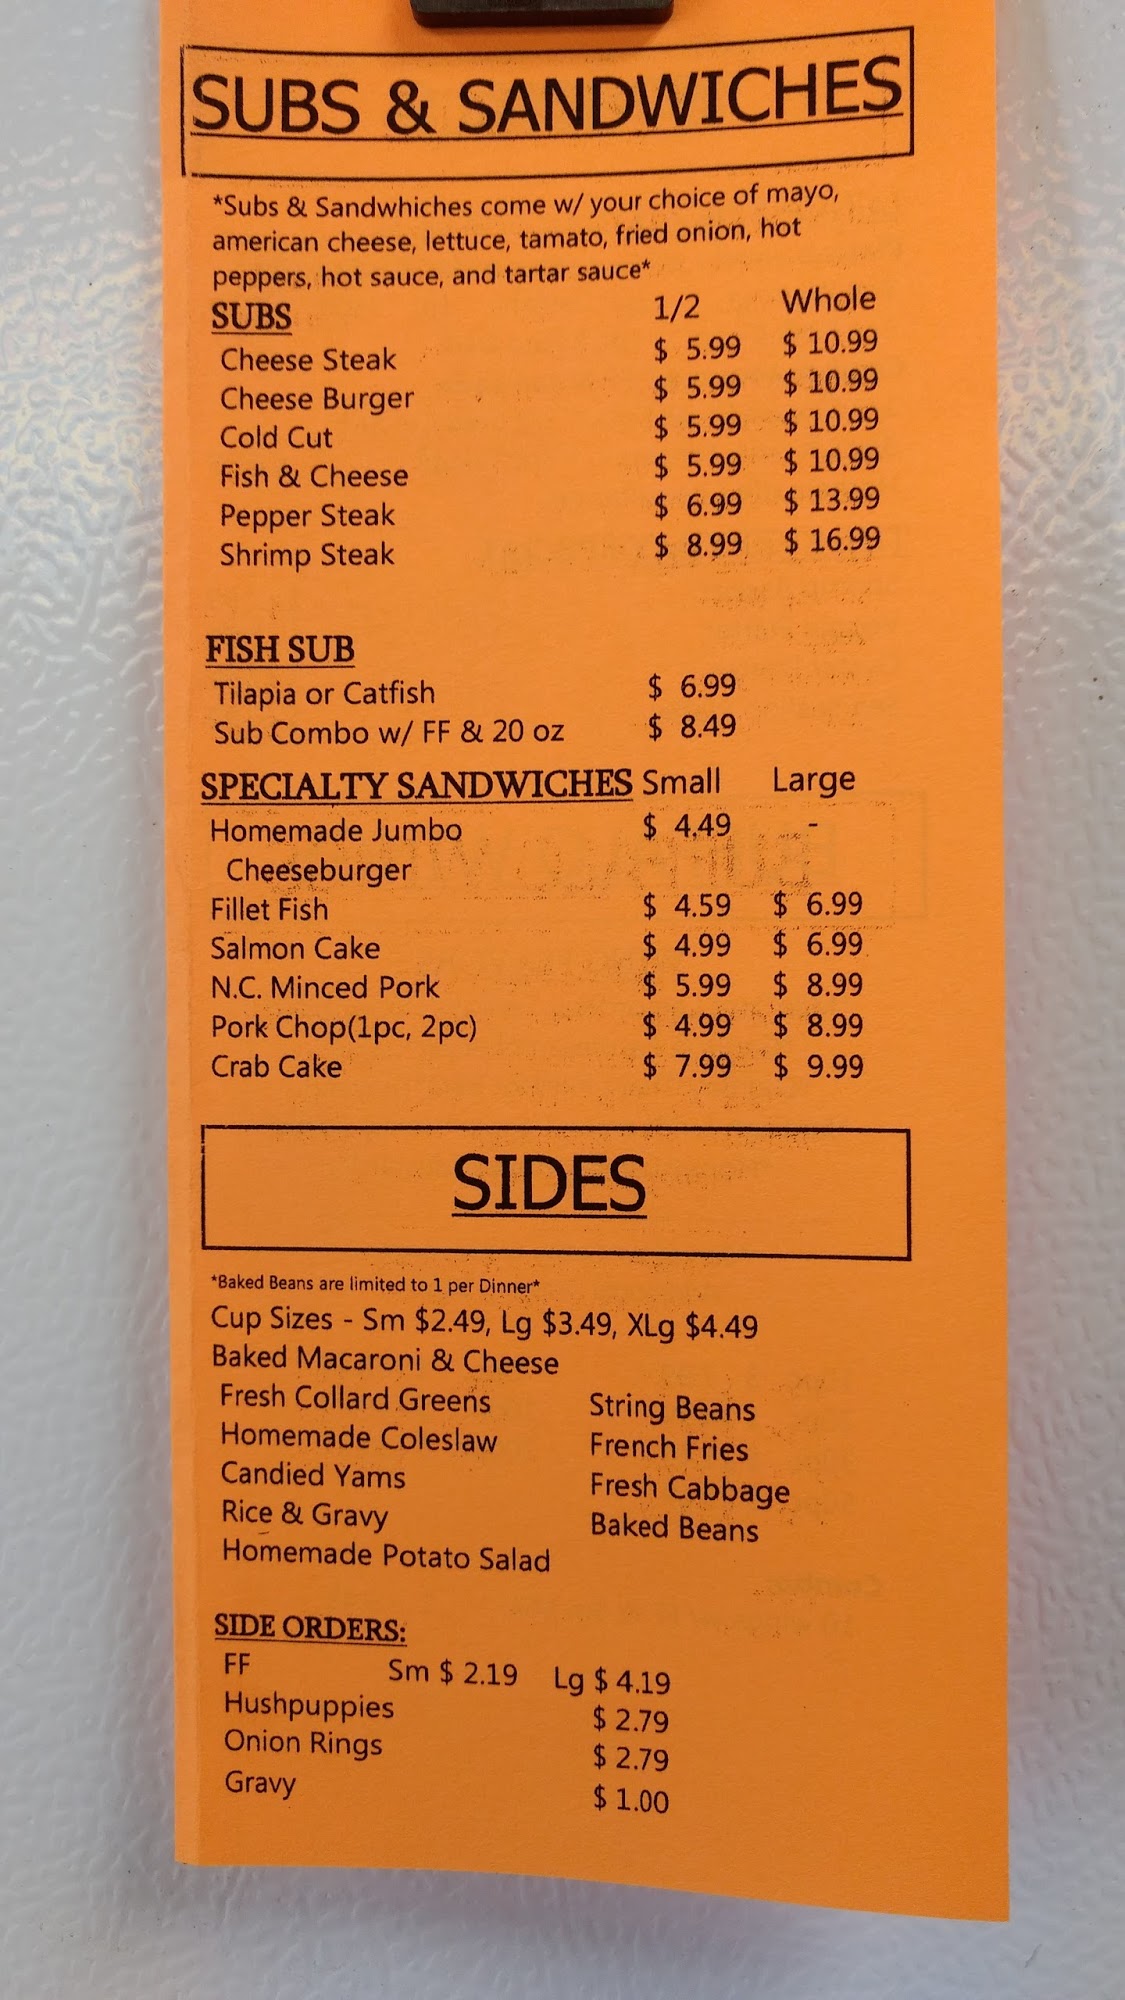 SUBS & SANDWICHES
*Subs & Sandwhiches come w/ your choice of mayo,
american cheese, lettuce, tamato, fried onion, hot
peppers, hot sauce, and tartar sauce*
SUBS 1/2 Whole
Cheese Steak $ 5.99 $ 10.99
Cheese Burger $ 5.99 $ 10.99
Cold Cut $ 5.99 $ 10.99
Fish & Cheese $ 5.99 $ 10.99
Pepper Steak $ 6.99 $ 13.99
Shrimp Steak $ 8.99 $ 16.99
FISH SUB
Tilapia or Catfish $ 6.99
Sub Combo w/ FF & 20 oz $ 8.49
SPECIALTY SANDWICHES Small Large
Homemade Jumbo $ 4.49 -
Cheeseburger
Fillet Fish $ 4.59 $ 6.99
Salmon Cake $ 4.99 $ 6.99
N.C. Minced Pork $ 5.99 $ 8.99
Pork Chop(1pc, 2pc) $ 4.99 $ 8.99
Crab Cake $ 7.99 $ 9.99
SIDES
*Baked Beans are limited to 1 per Dinner*
Cup Sizes - Sm $2.49, Lg $3.49, XLg $4.49
Baked Macaroni & Cheese
Fresh Collard Greens String Beans
Homemade Coleslaw French Fries
Candied Yams Fresh Cabbage
Rice & Gravy Baked Beans
Homemade Potato Salad
SIDE ORDERS:
FF Sm $ 2.19 Lg $ 4.19
Hushpuppies $ 2.79
Onion Rings $ 2.79
Gravy $ 1.00